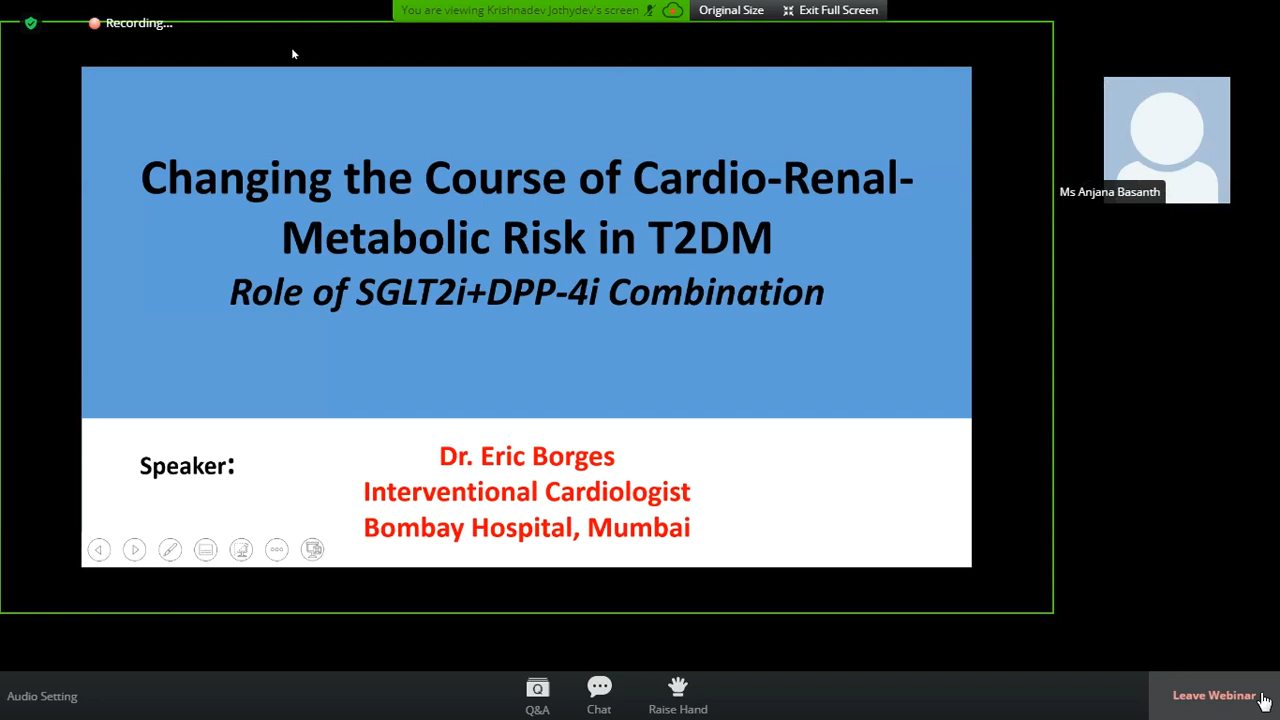 You are viewing Krishnadev Jothydev's screen
Original Size
Exit Full Screen
Recording...
Changing the Course of Cardio-Renal-
Metabolic Risk in T2DM
Role of SGLT2i+DPP-4i Combination
Ms Anjana Basanth
Speaker:
Dr. Eric Borges
Interventional Cardiologist
Bombay Hospital, Mumbai
Audio Setting
Q
Q&A
Chat
Raise Hand
Leave Webinar